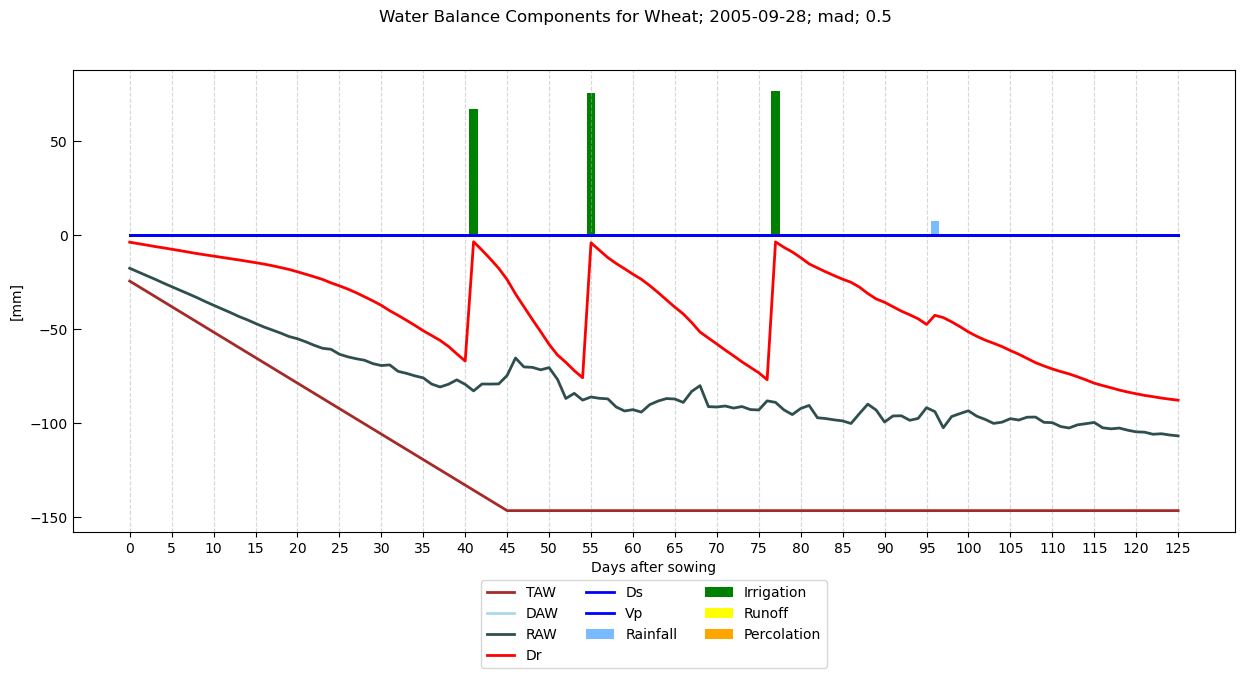 Water Balance Components for Wheat; 2005-09-28; mad; 0.5
[mm]
50
0
−50
−100
−150
0 5 10 15 20 25 30 35 40 45 50 55 60 65 70 75 80 85 90 95 100 105 110 115 120 125
Days after sowing
TAW
DAW
RAW
Dr
Ds
Vp
Rainfall
Irrigation
Runoff
Percolation